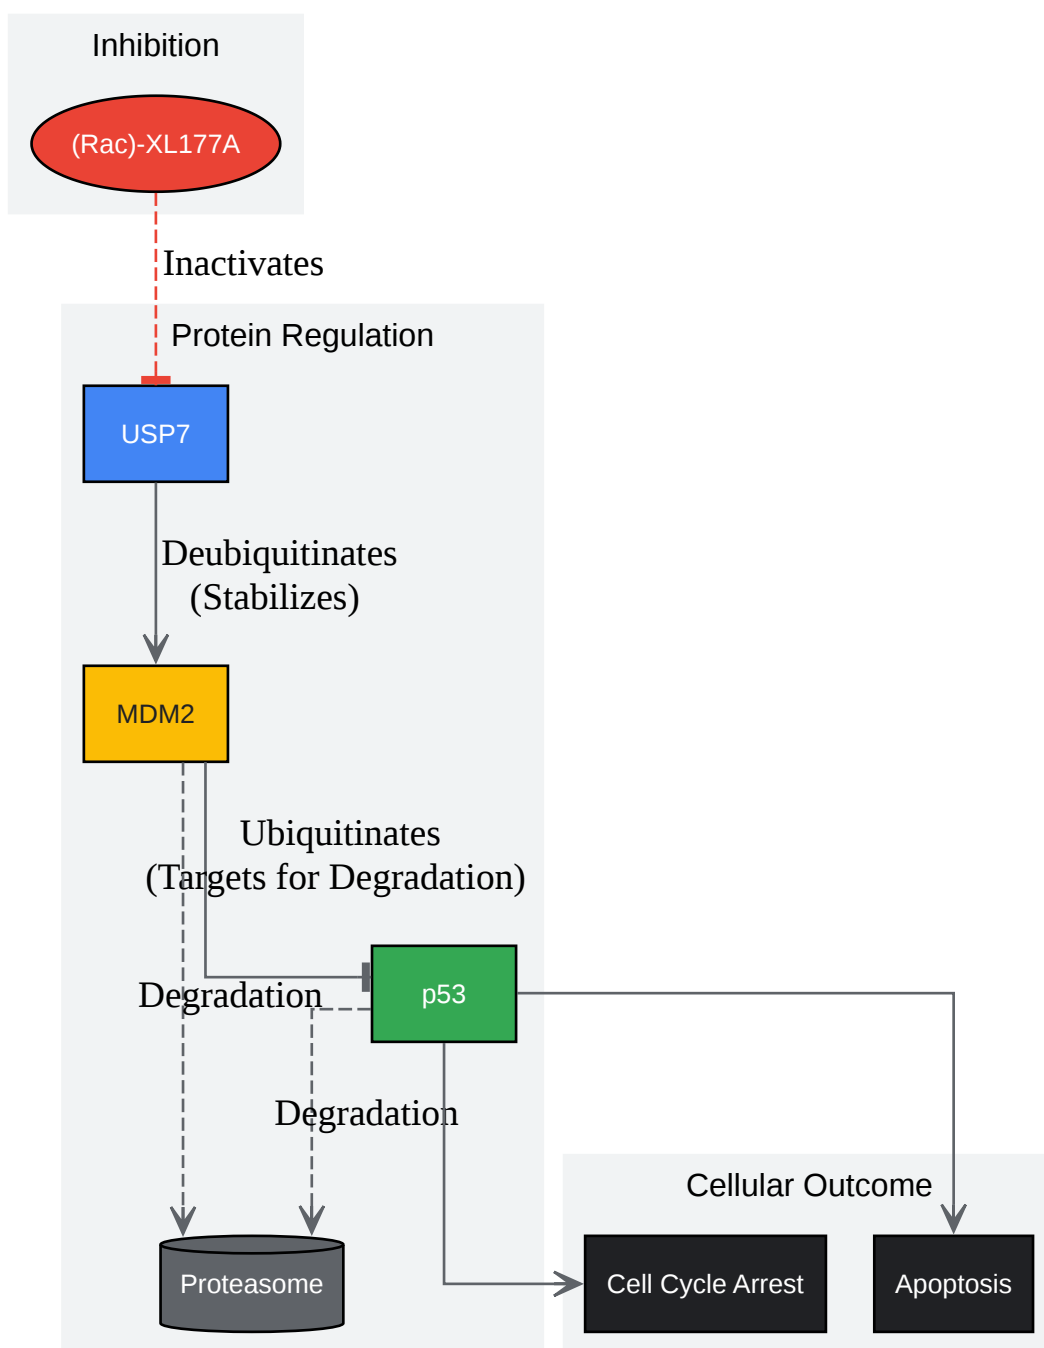 Inhibition
(Rac)-XL177A
Inactivates
Protein Regulation
USP7
Deubiquitinates
(Stabilizes)
MDM2
Ubiquitinates
(Targets for Degradation)
Degradation
p53
Degradation
Cellular Outcome
Proteasome
Cell Cycle Arrest
Apoptosis